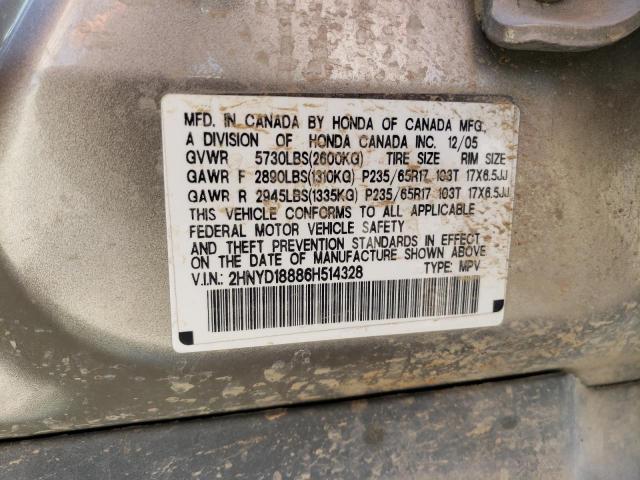 MFD. IN CANADA BY HONDA OF CANADA MFG.,
A DIVISION OF HONDA CANADA INC. 12/05
GVWR 5730LBS(2600KG) TIRE SIZE RIM SIZE
GAWR F 2890LBS(1310KG) P235/65R17 103T 17X6.5JJ
GAWR R 2945LBS(1335KG) P235/65R17 103T 17X6.5JJ
THIS VEHICLE CONFORMS TO ALL APPLICABLE
FEDERAL MOTOR VEHICLE SAFETY
AND THEFT PREVENTION STANDARDS IN EFFECT
ON THE DATE OF MANUFACTURE SHOWN ABOVE
V.I.N.: 2HNYD18886H514328 TYPE: MPV